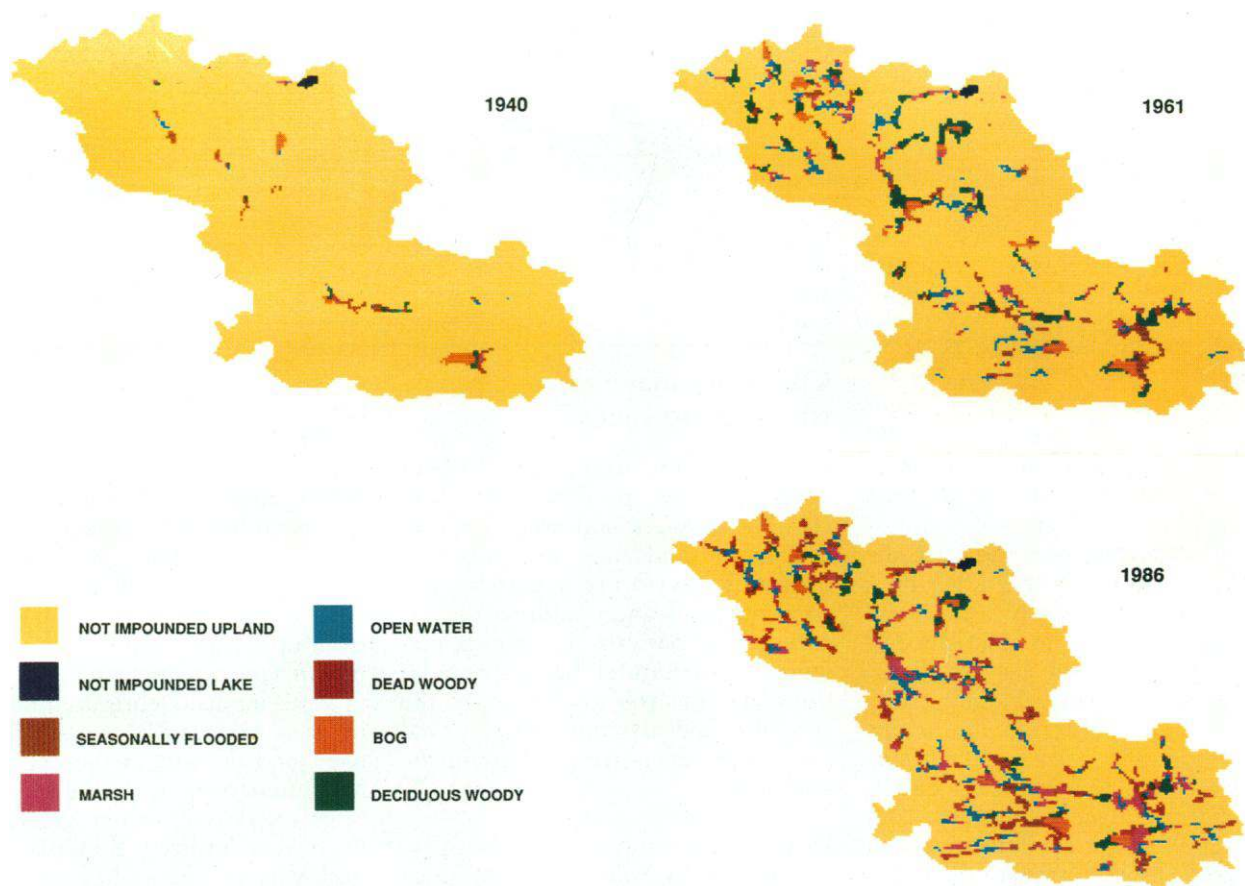 1940
1961
1986
NOT IMPOUNDED UPLAND
NOT IMPOUNDED LAKE
SEASONALLY FLOODED
MARSH
OPEN WATER
DEAD WOODY
BOG
DECIDUOUS WOODY